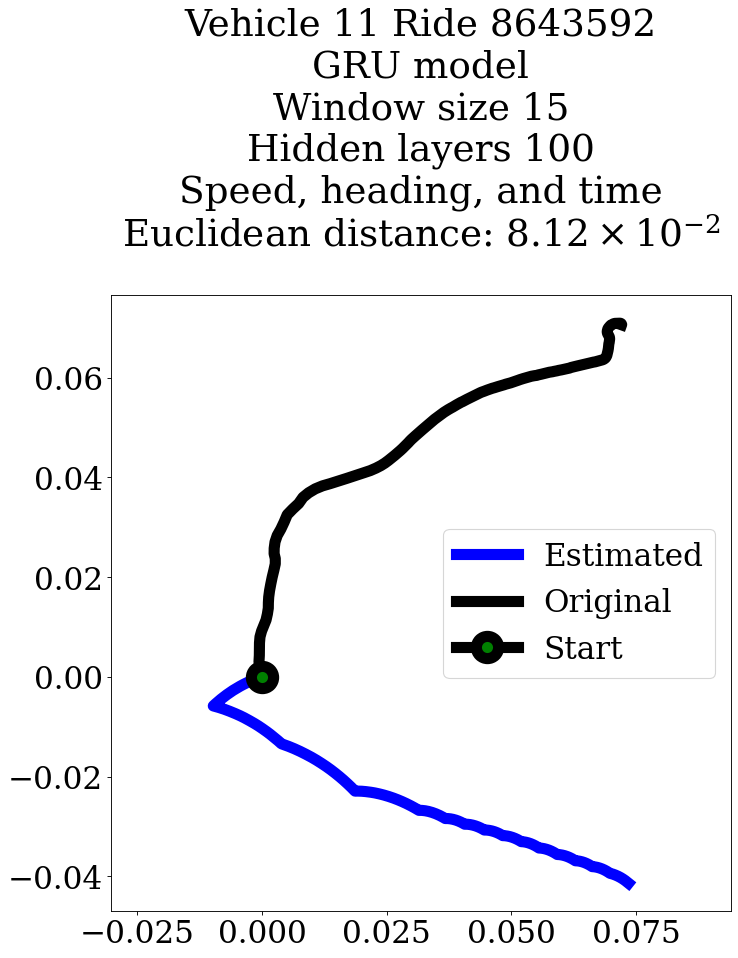 Vehicle 11 Ride 8643592
GRU model
Window size 15
Hidden layers 100
Speed, heading, and time
Euclidean distance: 8.12 × 10⁻²
0.06
0.04
0.02
0.00
−0.02
−0.04
Estimated
Original
Start
−0.025 0.000 0.025 0.050 0.075